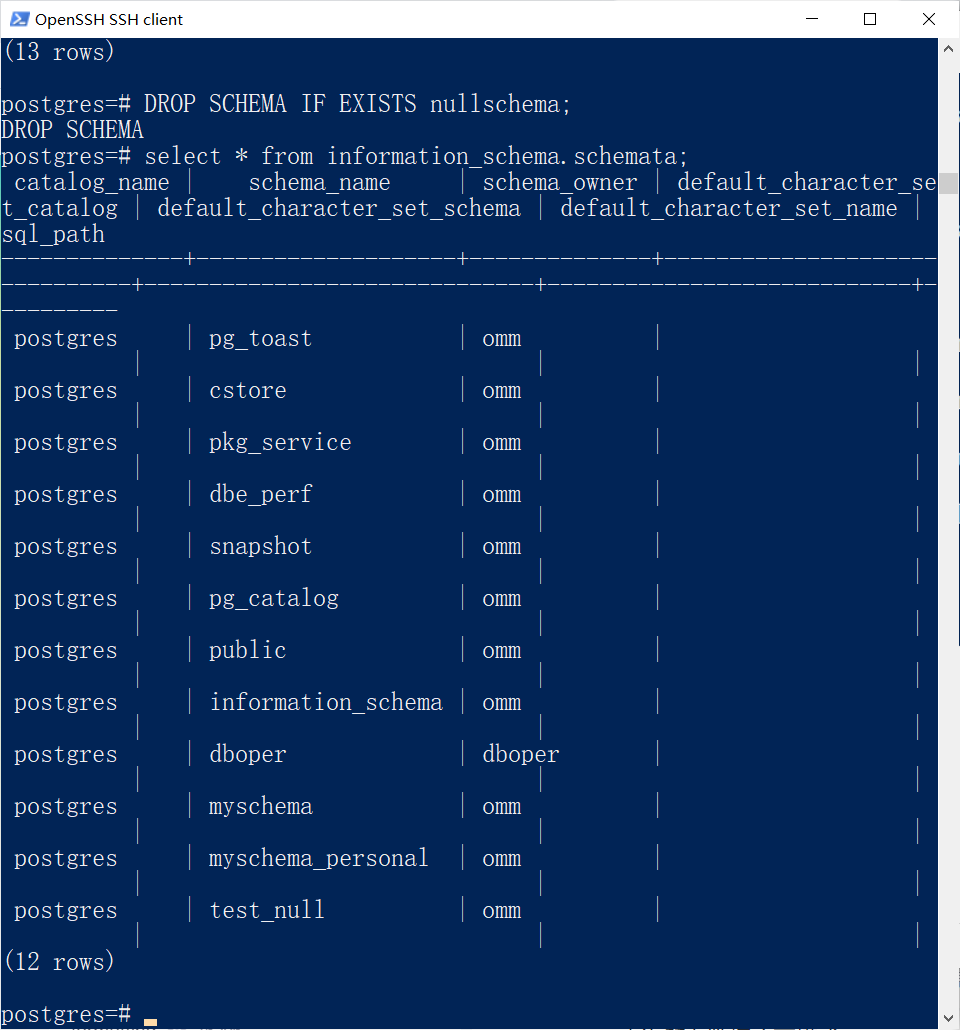 OpenSSH SSH client
(13 rows)
postgres=# DROP SCHEMA IF EXISTS nullschema;
DROP SCHEMA
postgres=# select * from information_schema.schemata;
 catalog_name |    schema_name     | schema_owner | default_character_se
t_catalog | default_character_set_schema | default_character_set_name |
sql_path
--------------+--------------------+--------------+---------------------
----------+------------------------------+----------------------------+-
---------
 postgres     | pg_toast           | omm          |
          |                              |                            |
 postgres     | cstore             | omm          |
          |                              |                            |
 postgres     | pkg_service        | omm          |
          |                              |                            |
 postgres     | dbe_perf           | omm          |
          |                              |                            |
 postgres     | snapshot           | omm          |
          |                              |                            |
 postgres     | pg_catalog         | omm          |
          |                              |                            |
 postgres     | public             | omm          |
          |                              |                            |
 postgres     | information_schema | omm          |
          |                              |                            |
 postgres     | dboper             | dboper       |
          |                              |                            |
 postgres     | myschema           | omm          |
          |                              |                            |
 postgres     | myschema_personal  | omm          |
          |                              |                            |
 postgres     | test_null          | omm          |
          |                              |                            |
(12 rows)
postgres=#